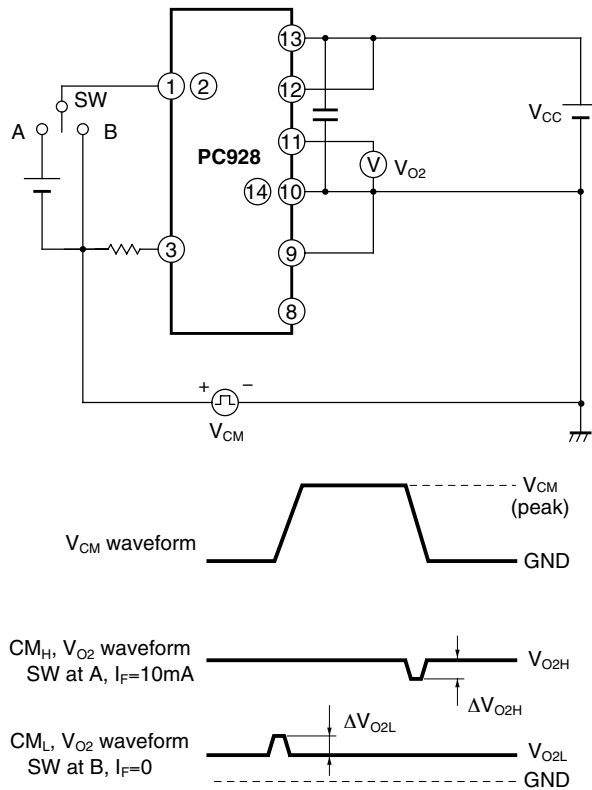 13
1 2
12
SW
A B
VCC
11
PC928
V VO2
14 10
3
9
8
+ −
VCM
VCM
(peak)
VCM waveform
GND
CMH, VO2 waveform
SW at A, IF=10mA
VO2H
ΔVO2H
ΔVO2L
CML, VO2 waveform
SW at B, IF=0
VO2L
GND